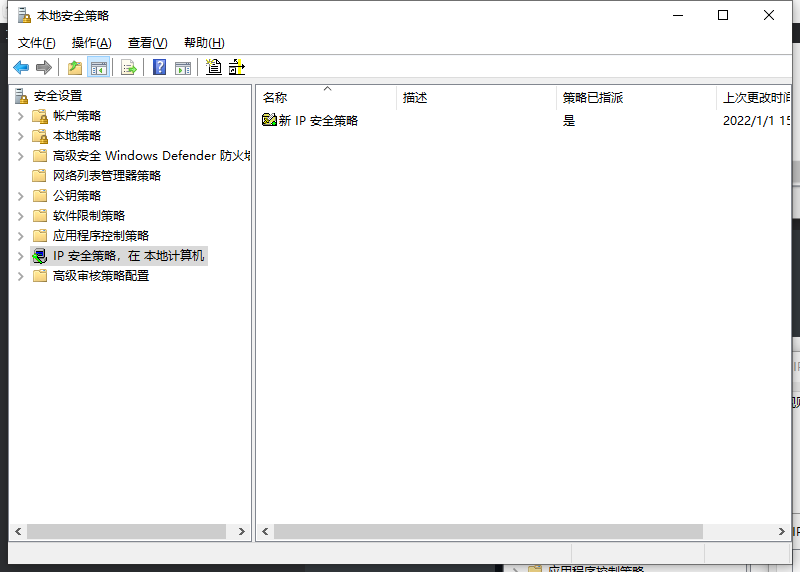 本地安全策略
文件(F) 操作(A) 查看(V) 帮助(H)
安全设置
帐户策略
本地策略
高级安全 Windows Defender 防火墙
网络列表管理器策略
公钥策略
软件限制策略
应用程序控制策略
IP 安全策略，在 本地计算机
高级审核策略配置
名称 描述 策略已指派 上次更改时间
新 IP 安全策略 是 2022/1/1 15
应用程序控制策略